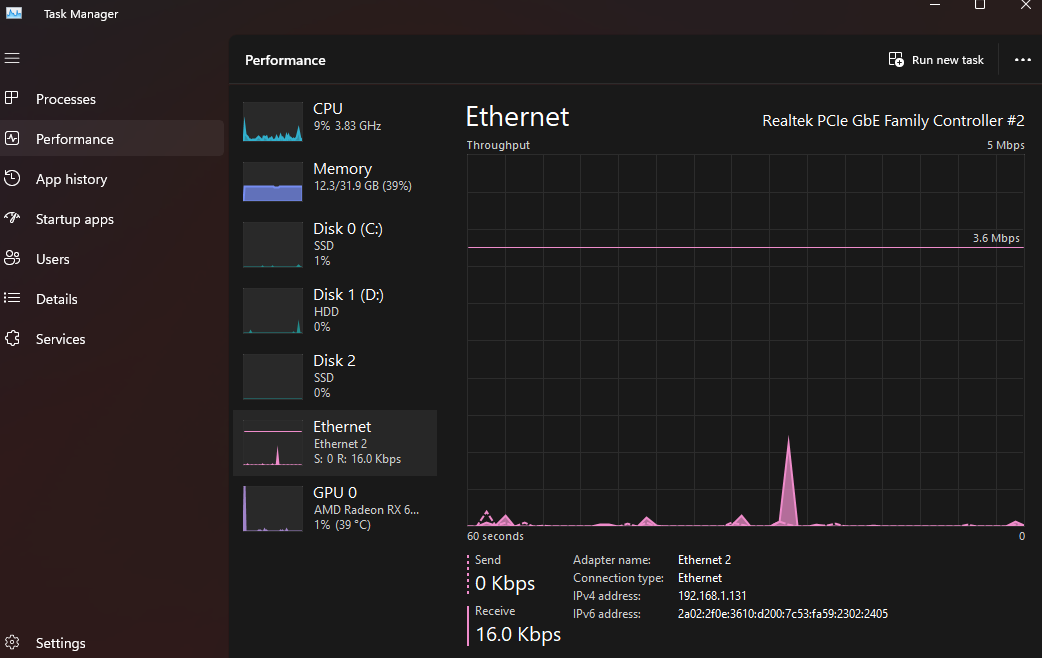 Task Manager
Performance
Run new task
Processes
Performance
App history
Startup apps
Users
Details
Services
Settings
CPU
9% 3.83 GHz
Memory
12.3/31.9 GB (39%)
Disk 0 (C:)
SSD
1%
Disk 1 (D:)
HDD
0%
Disk 2
SSD
0%
Ethernet
Ethernet 2
S: 0 R: 16.0 Kbps
GPU 0
AMD Radeon RX 6...
1% (39 °C)
Ethernet
Realtek PCIe GbE Family Controller #2
Throughput
5 Mbps
3.6 Mbps
60 seconds
0
Send
0 Kbps
Receive
16.0 Kbps
Adapter name: Ethernet 2
Connection type: Ethernet
IPv4 address: 192.168.1.131
IPv6 address: 2a02:2f0e:3610:d200:7c53:fa59:2302:2405